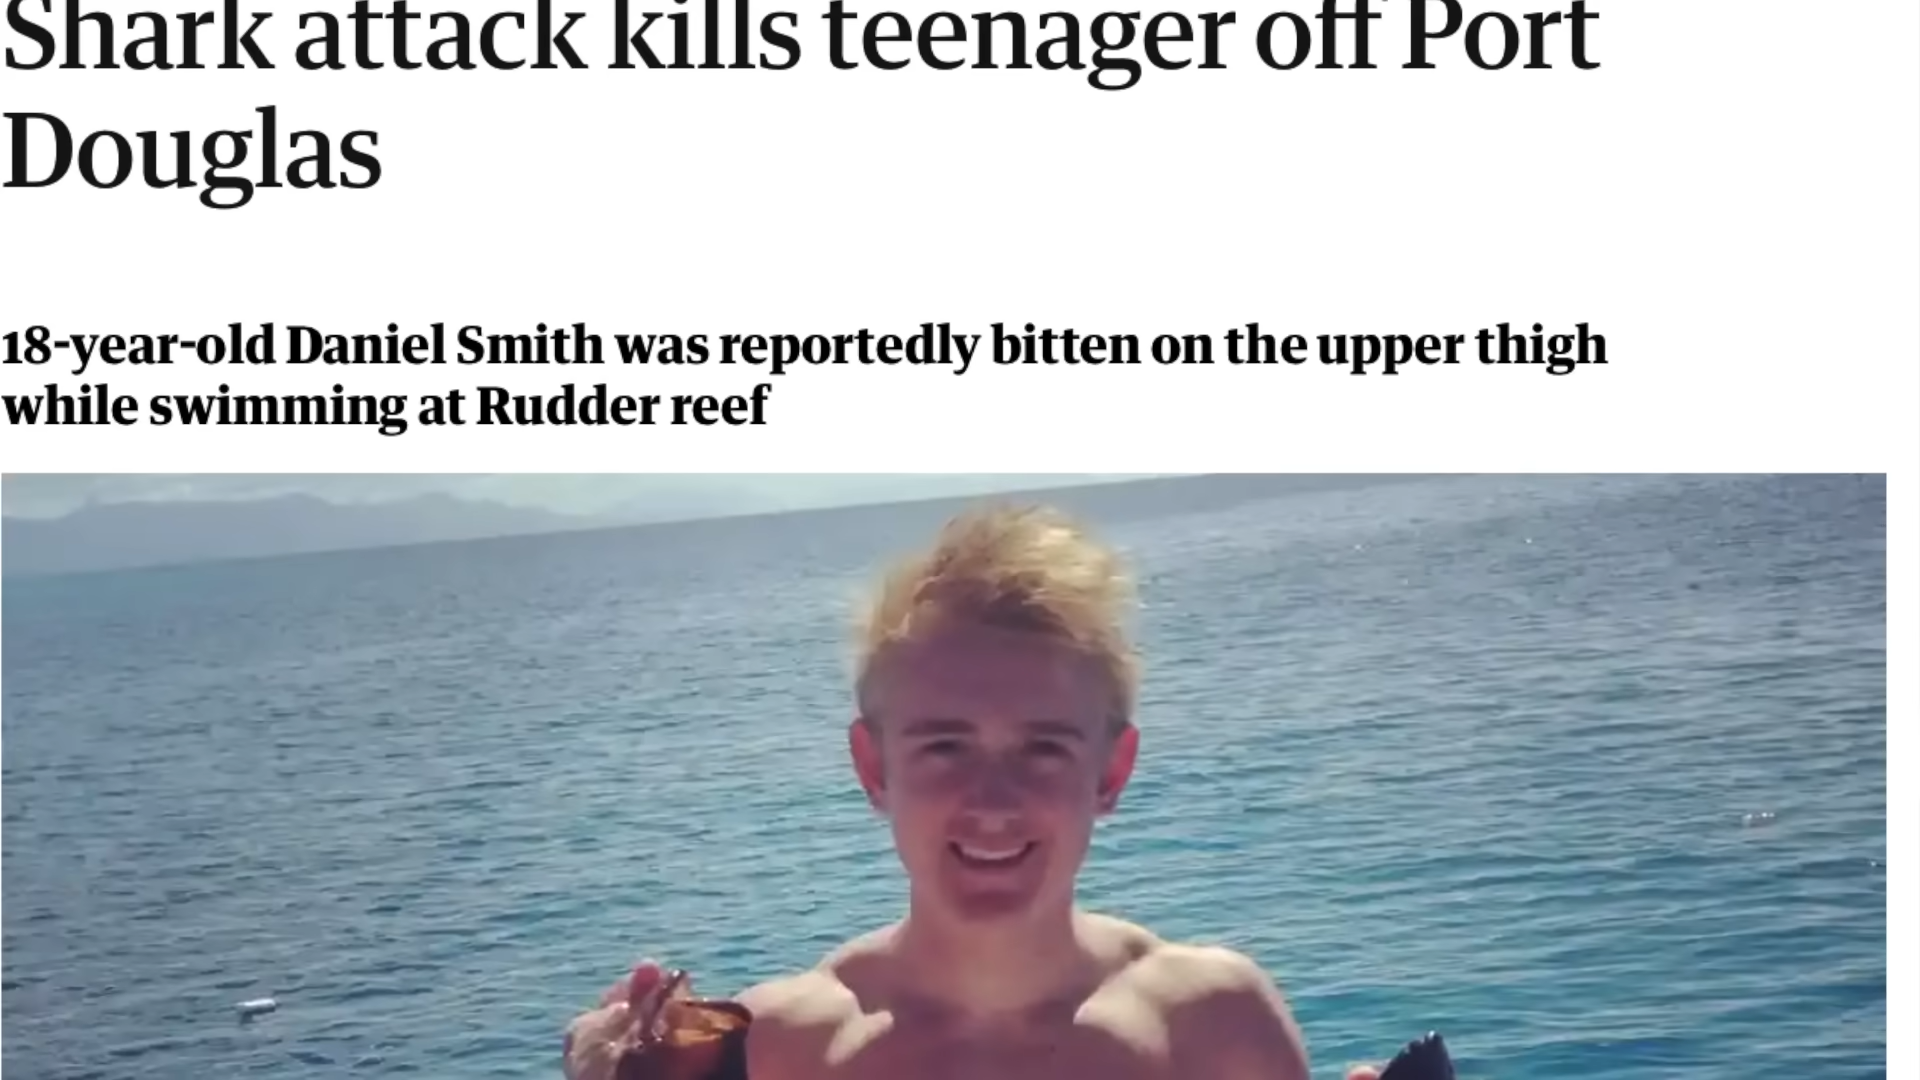 Shark attack kills teenager off Port
Douglas
18-year-old Daniel Smith was reportedly bitten on the upper thigh
while swimming at Rudder reef